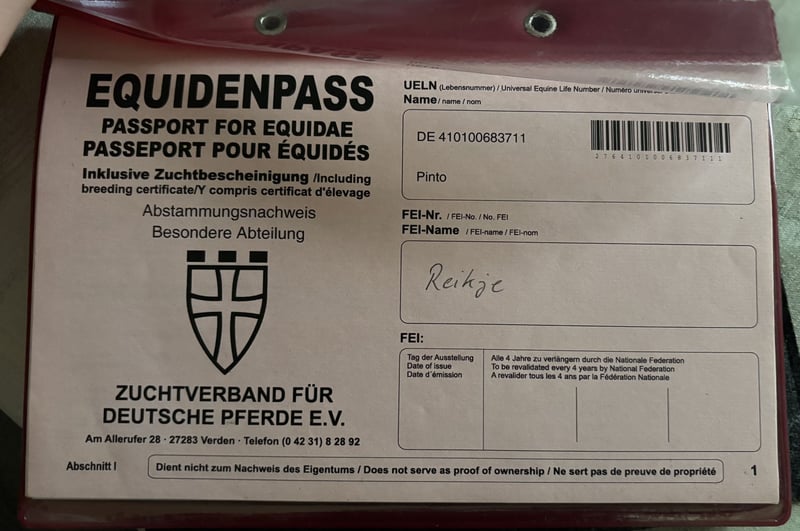 EQUIDENPASS
PASSPORT FOR EQUIDAE
PASSEPORT POUR ÉQUIDÉS
Inklusive Zuchtbescheinigung /Including
breeding certificate/Y compris certificat d'élevage
Abstammungsnachweis
Besondere Abteilung
ZUCHTVERBAND FÜR
DEUTSCHE PFERDE E.V.
Am Allerufer 28 · 27283 Verden · Telefon (0 42 31) 8 28 92
UELN (Lebensnummer) / Universal Equine Life Number / Numéro
Name / name / nom
DE 410100683711
2764101006837111
Pinto
FEI-Nr. / FEI-No. / No. FEI
FEI-Name / FEI-name / FEI-nom
Reikje
FEI:
Tag der Ausstellung
Date of issue
Date d'émission
Alle 4 Jahre zu verlängern durch die Nationale Federation
To be revalidated every 4 years by National Federation
A revalider tous les 4 ans par la Fédération Nationale
Abschnitt I
Dient nicht zum Nachweis des Eigentums / Does not serve as proof of ownership / Ne sert pas de preuve de propriété
1